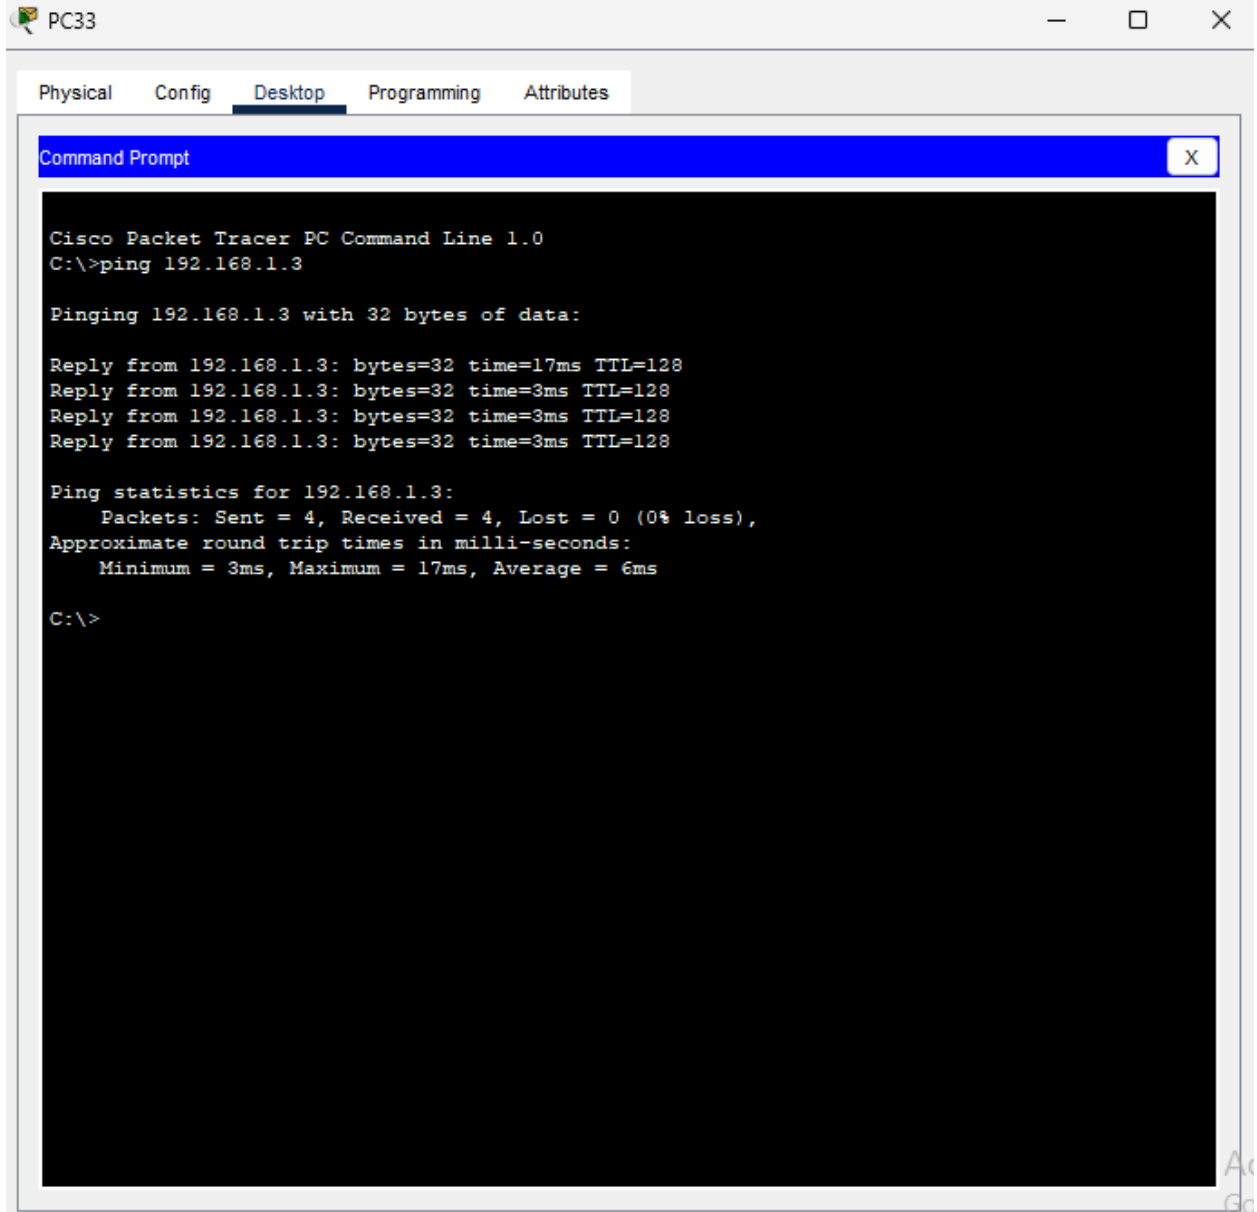 PC33
Physical Config Desktop Programming Attributes
Command Prompt X
Cisco Packet Tracer PC Command Line 1.0
C:\>ping 192.168.1.3
Pinging 192.168.1.3 with 32 bytes of data:
Reply from 192.168.1.3: bytes=32 time=17ms TTL=128
Reply from 192.168.1.3: bytes=32 time=3ms TTL=128
Reply from 192.168.1.3: bytes=32 time=3ms TTL=128
Reply from 192.168.1.3: bytes=32 time=3ms TTL=128
Ping statistics for 192.168.1.3:
    Packets: Sent = 4, Received = 4, Lost = 0 (0% loss),
Approximate round trip times in milli-seconds:
    Minimum = 3ms, Maximum = 17ms, Average = 6ms
C:\>